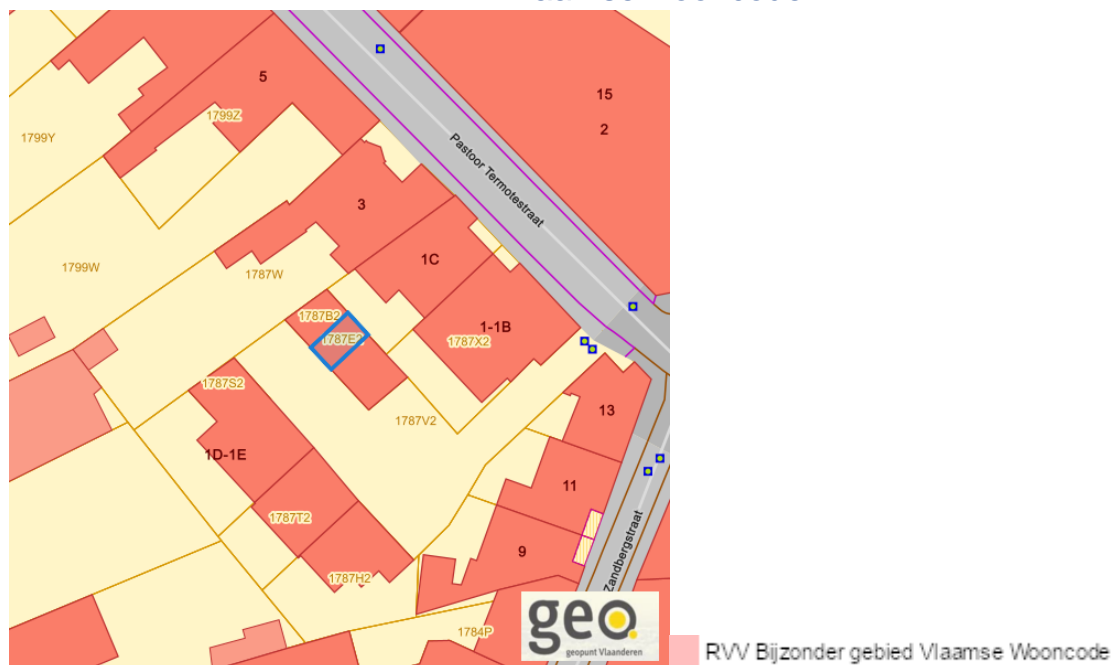 5
15
2
1799Z
1799Y
Pastoor Termotestraat
3
1C
1799W
1787W
1787B2
1-1B
1787E2
1787X2
1787S2
13
1787V2
1D-1E
11
1787T2
9
Zandbergstraat
1787H2
geo.
geopunt Vlaanderen
1784P
RVV Bijzonder gebied Vlaamse Wooncode